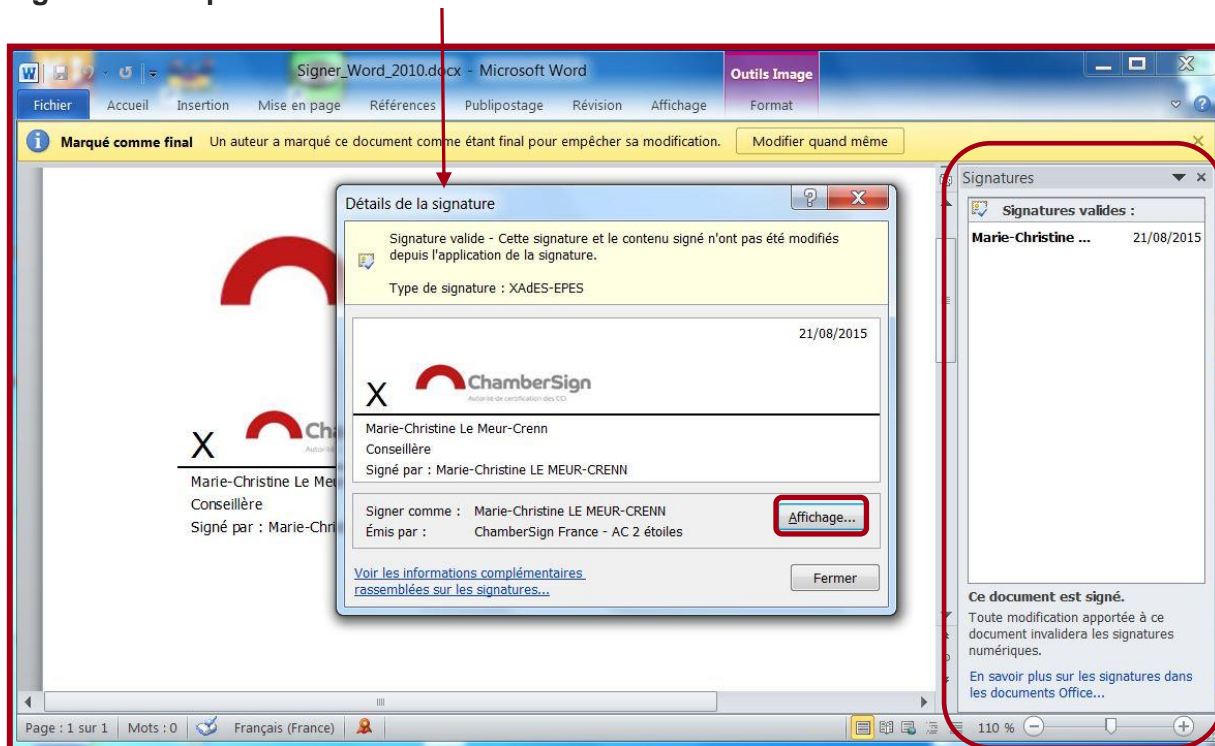 Signer_Word_2010.docx - Microsoft Word
Outils Image
Fichier Accueil Insertion Mise en page Références Publipostage Révision Affichage Format
Marqué comme final Un auteur a marqué ce document comme étant final pour empêcher sa modification. Modifier quand même
Signatures
Signatures valides :
Marie-Christine ... 21/08/2015
Détails de la signature
Signature valide - Cette signature et le contenu signé n'ont pas été modifiés
depuis l'application de la signature.
Type de signature : XAdES-EPES
21/08/2015
X ChamberSign
Autorité de certification des CCI
Marie-Christine Le Meur-Crenn
Conseillère
Signé par : Marie-Christine LE MEUR-CRENN
Signer comme : Marie-Christine LE MEUR-CRENN
Émis par : ChamberSign France - AC 2 étoiles
Affichage...
Voir les informations complémentaires
rassemblées sur les signatures...
Fermer
X Cha
Marie-Christine Le Meu
Conseillère
Signé par : Marie-Chri
Ce document est signé.
Toute modification apportée à ce
document invalidera les signatures
numériques.
En savoir plus sur les signatures dans
les documents Office...
Page : 1 sur 1 Mots : 0 Français (France) 110 %